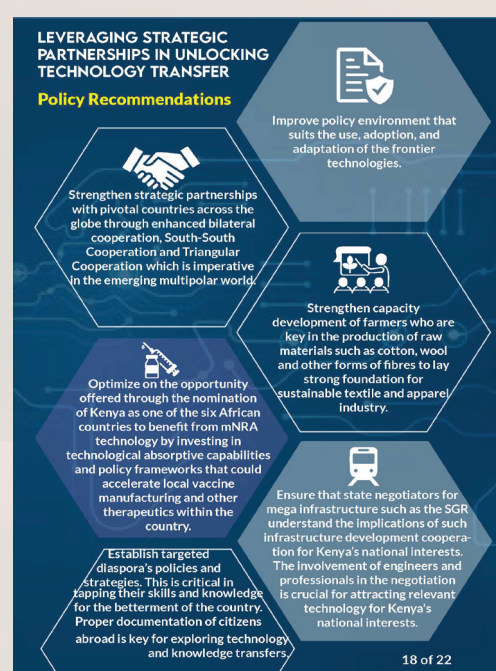 LEVERAGING STRATEGIC
PARTNERSHIPS IN UNLOCKING
TECHNOLOGY TRANSFER
Policy Recommendations
Improve policy environment that
suits the use, adoption, and
adaptation of the frontier
technologies.
Strengthen strategic partnerships
with pivotal countries across the
globe through enhanced bilateral
cooperation, South-South
Cooperation and Triangular
Cooperation which is imperative
in the emerging multipolar world.
Strengthen capacity
development of farmers who are
key in the production of raw
materials such as cotton, wool
and other forms of fibres to lay
strong foundation for
sustainable textile and apparel
industry.
Optimize on the opportunity
offered through the nomination
of Kenya as one of the six African
countries to benefit from mNRA
technology by investing in
technological absorptive capabilities
and policy frameworks that could
accelerate local vaccine
manufacturing and other
therapeutics within the
country.
Ensure that state negotiators for
mega infrastructure such as the SGR
understand the implications of such
infrastructure development coopera-
tion for Kenya's national interests.
The involvement of engineers and
professionals in the negotiation
is crucial for attracting relevant
technology for Kenya's
national interests.
Establish targeted
diaspora's policies and
strategies. This is critical in
tapping their skills and knowledge
for the betterment of the country.
Proper documentation of citizens
abroad is key for exploring technology
and knowledge transfers.
18 of 22